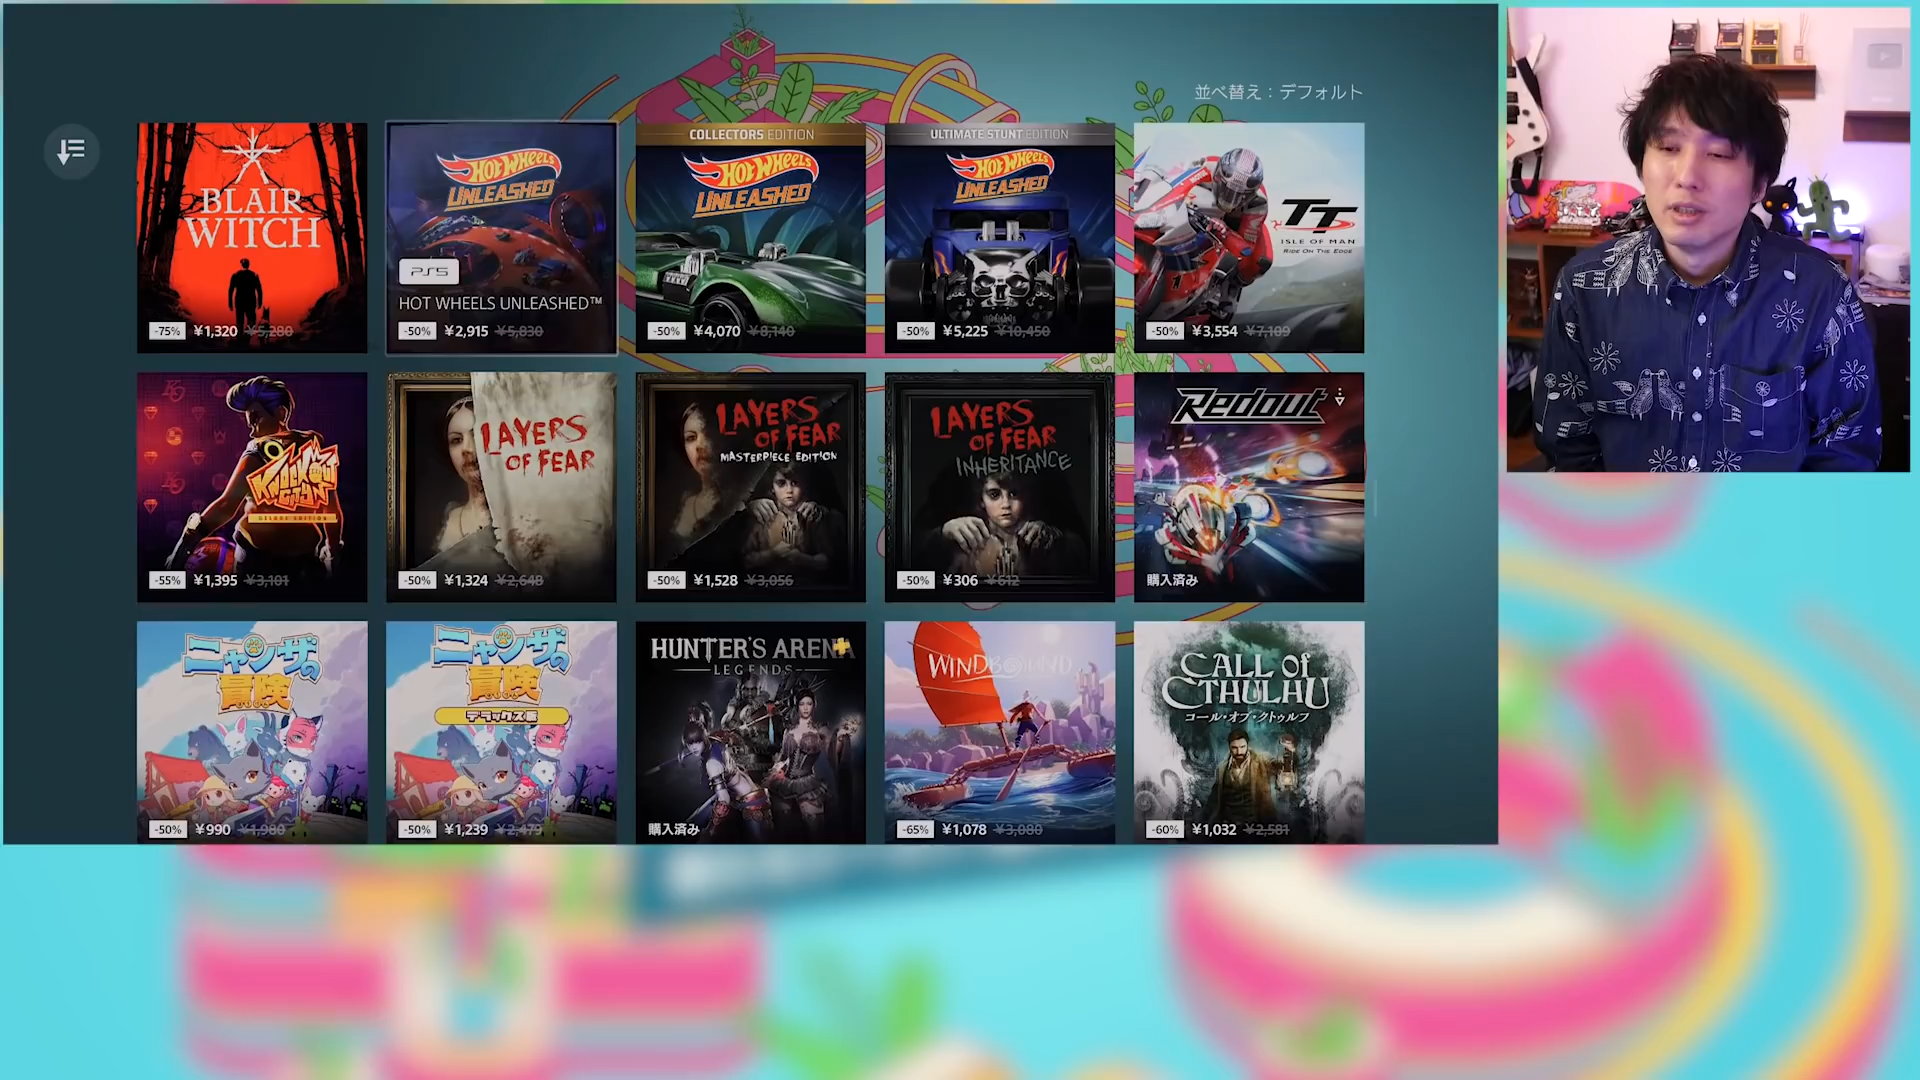 並べ替え：デフォルト
BLAIR
WITCH
-75% ¥1,320 ¥5,280
HOT WHEELS
UNLEASHED
PS5
HOT WHEELS UNLEASHED™
-50% ¥2,915 ¥5,830
COLLECTORS EDITION
HOT WHEELS
UNLEASHED
-50% ¥4,070 ¥8,140
ULTIMATE STUNT EDITION
HOT WHEELS
UNLEASHED
-50% ¥5,225 ¥10,450
TT
ISLE OF MAN
RIDE ON THE EDGE
-50% ¥3,554 ¥7,109
KNOCKOUT
CITY
DELUXE EDITION
-55% ¥1,395 ¥3,101
LAYERS
OF FEAR
-50% ¥1,324 ¥2,648
LAYERS
OF FEAR
MASTERPIECE EDITION
-50% ¥1,528 ¥3,056
LAYERS
OF FEAR
INHERITANCE
-50% ¥306 ¥612
Redout
購入済み
ニャンザの
冒険
-50% ¥990 ¥1,980
ニャンザの
冒険
デラックス版
-50% ¥1,239 ¥2,479
HUNTER'S ARENA
LEGENDS
購入済み
WINDBOUND
-65% ¥1,078 ¥3,080
CALL of
CTHULHU
コール・オブ・クトゥルフ
-60% ¥1,032 ¥2,581